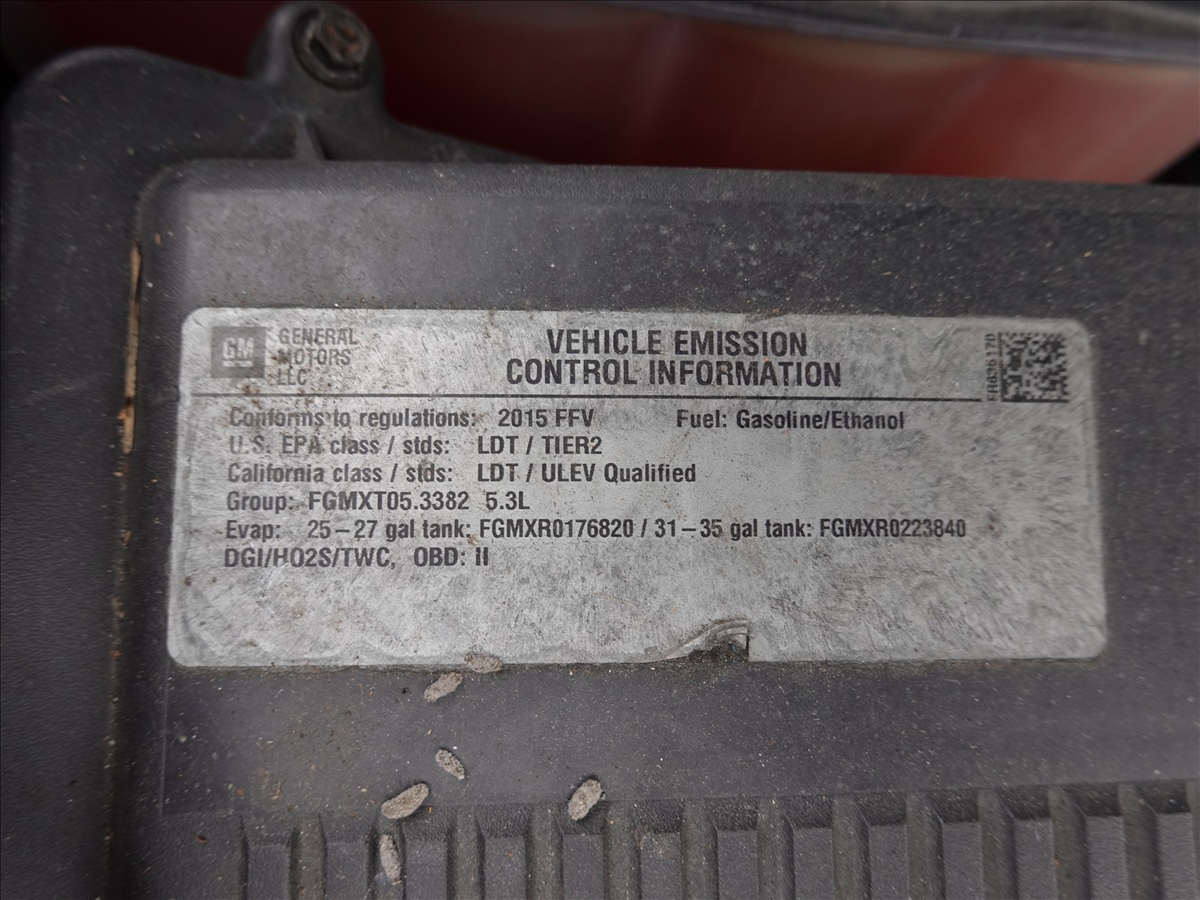 GM GENERAL MOTORS LLC
VEHICLE EMISSION
CONTROL INFORMATION
Conforms to regulations: 2015 FFV Fuel: Gasoline/Ethanol
U.S. EPA class / stds: LDT / TIER2
California class / stds: LDT / ULEV Qualified
Group: FGMXT05.3382 5.3L
Evap: 25-27 gal tank: FGMXR0176820 / 31-35 gal tank: FGMXR0223840
DGI/HO2S/TWC, OBD: II